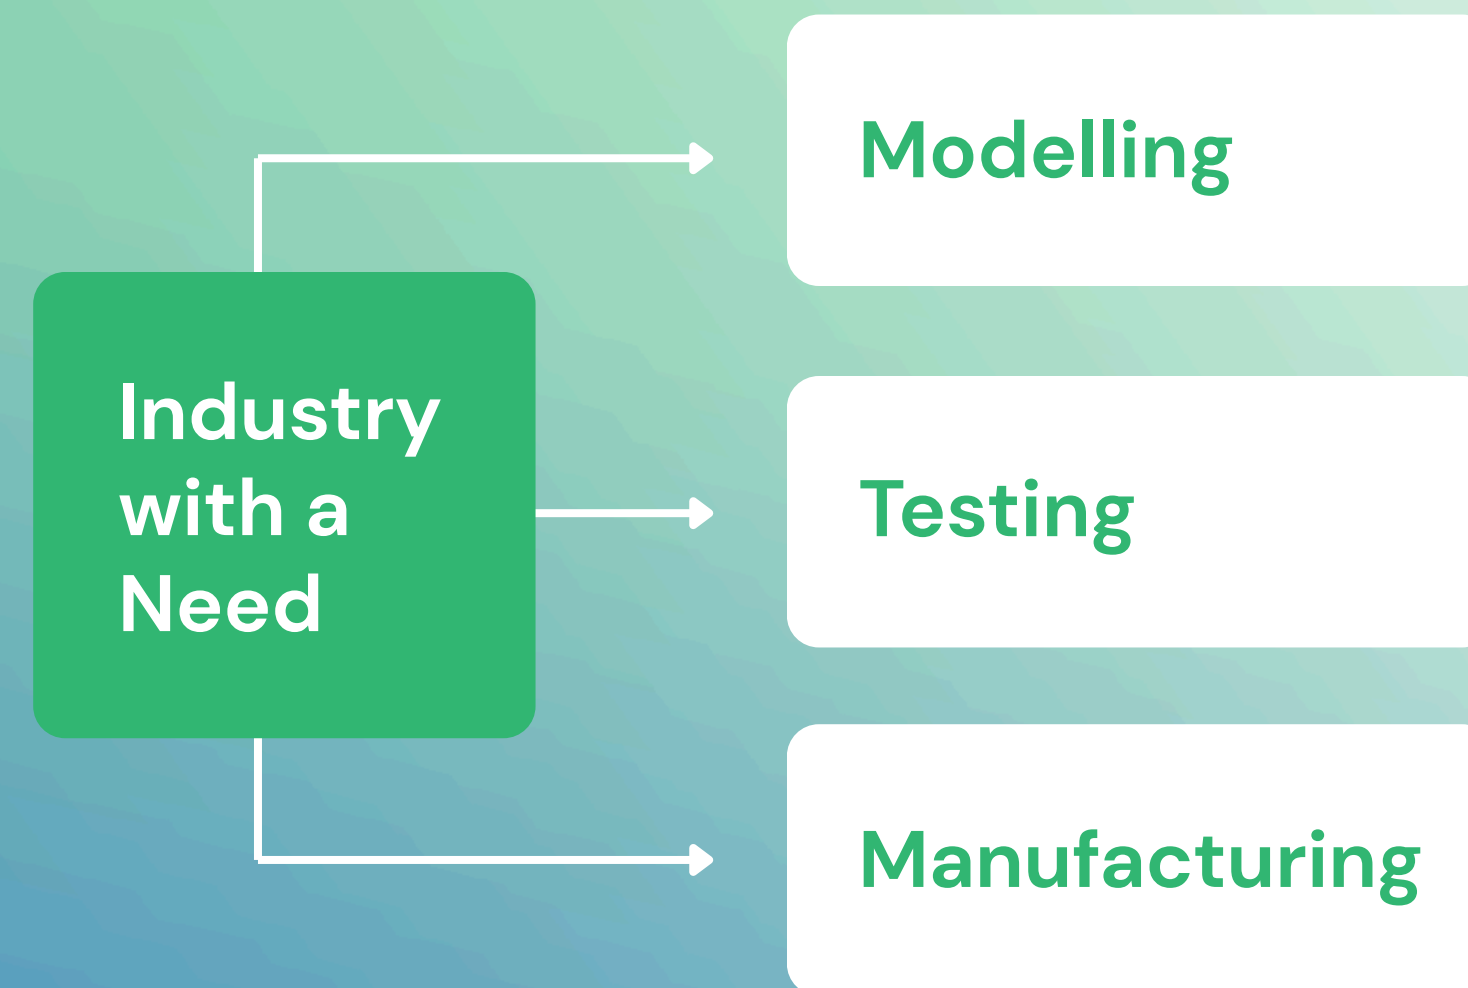 Modelling
Industry
with a
Need
Testing
Manufacturing